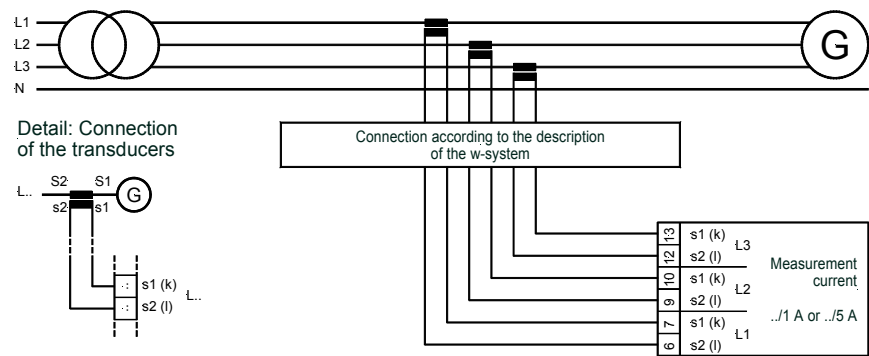 L1
L2
L3
N
G
Detail: Connection
of the transducers
Connection according to the description
of the w-system
S2 S1
L.. G
s2 s1
s1 (k)
s2 (l)
L..
13 s1 (k)
12 s2 (l)
L3
10 s1 (k)
9 s2 (l)
L2
7 s1 (k)
6 s2 (l)
L1
Measurement
current
../1 A or ../5 A